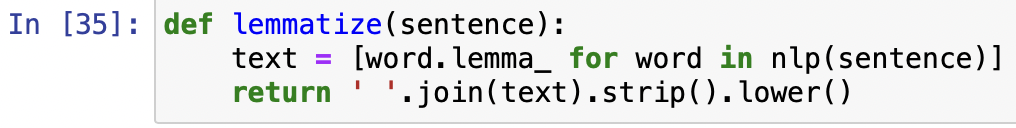 In [35]: def lemmatize(sentence):
    text = [word.lemma_ for word in nlp(sentence)]
    return ' '.join(text).strip().lower()